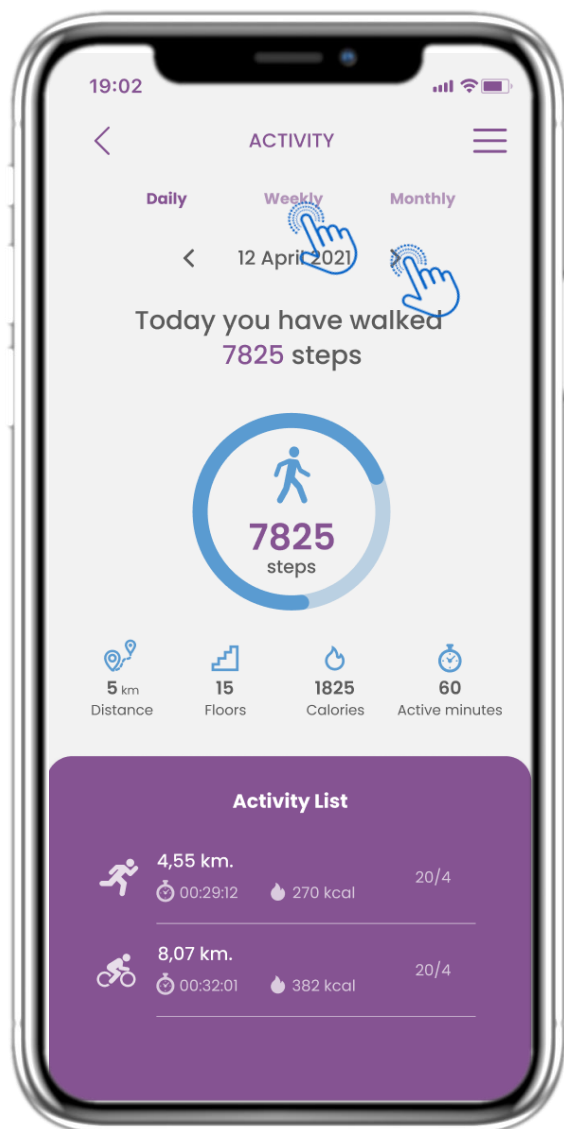 19:02
ACTIVITY
Daily Weekly Monthly
12 April 2021
Today you have walked
7825 steps
7825
steps
5 km 15 1825 60
Distance Floors Calories Active minutes
Activity List
4,55 km.
00:29:12 270 kcal 20/4
8,07 km.
00:32:01 382 kcal 20/4